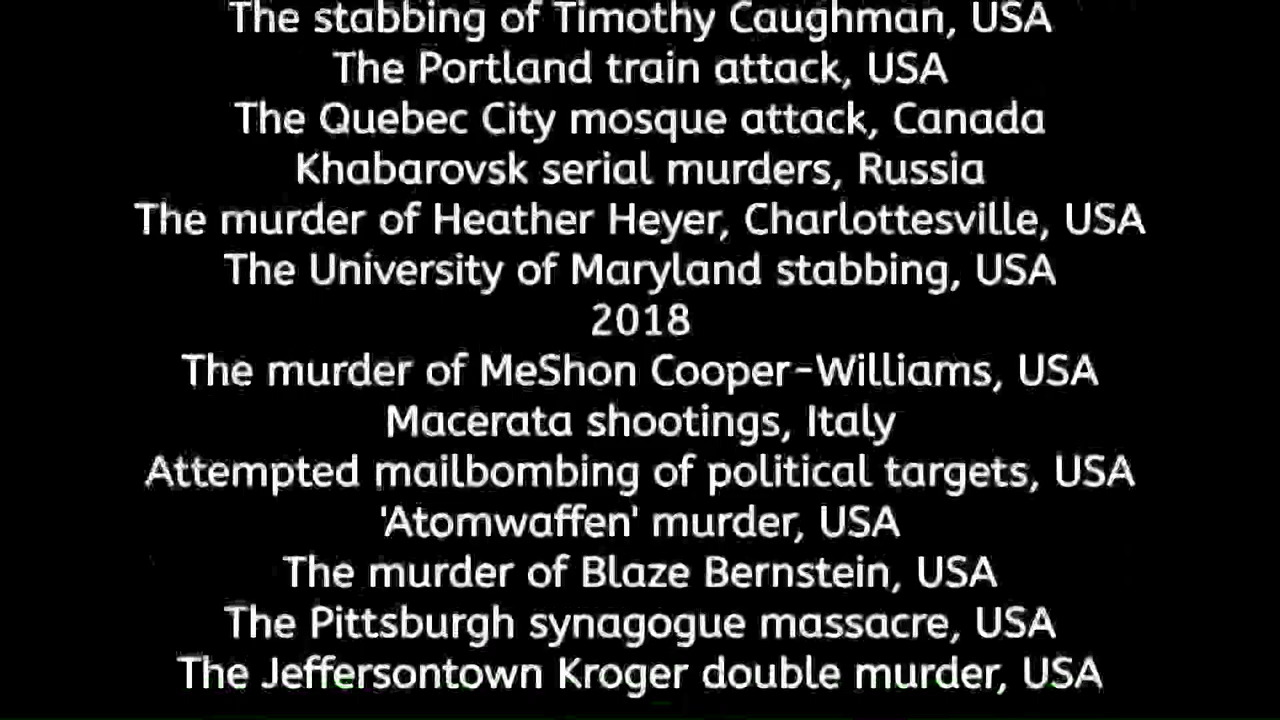 The stabbing of Timothy Caughman, USA
The Portland train attack, USA
The Quebec City mosque attack, Canada
Khabarovsk serial murders, Russia
The murder of Heather Heyer, Charlottesville, USA
The University of Maryland stabbing, USA
2018
The murder of MeShon Cooper-Williams, USA
Macerata shootings, Italy
Attempted mailbombing of political targets, USA
'Atomwaffen' murder, USA
The murder of Blaze Bernstein, USA
The Pittsburgh synagogue massacre, USA
The Jeffersontown Kroger double murder, USA